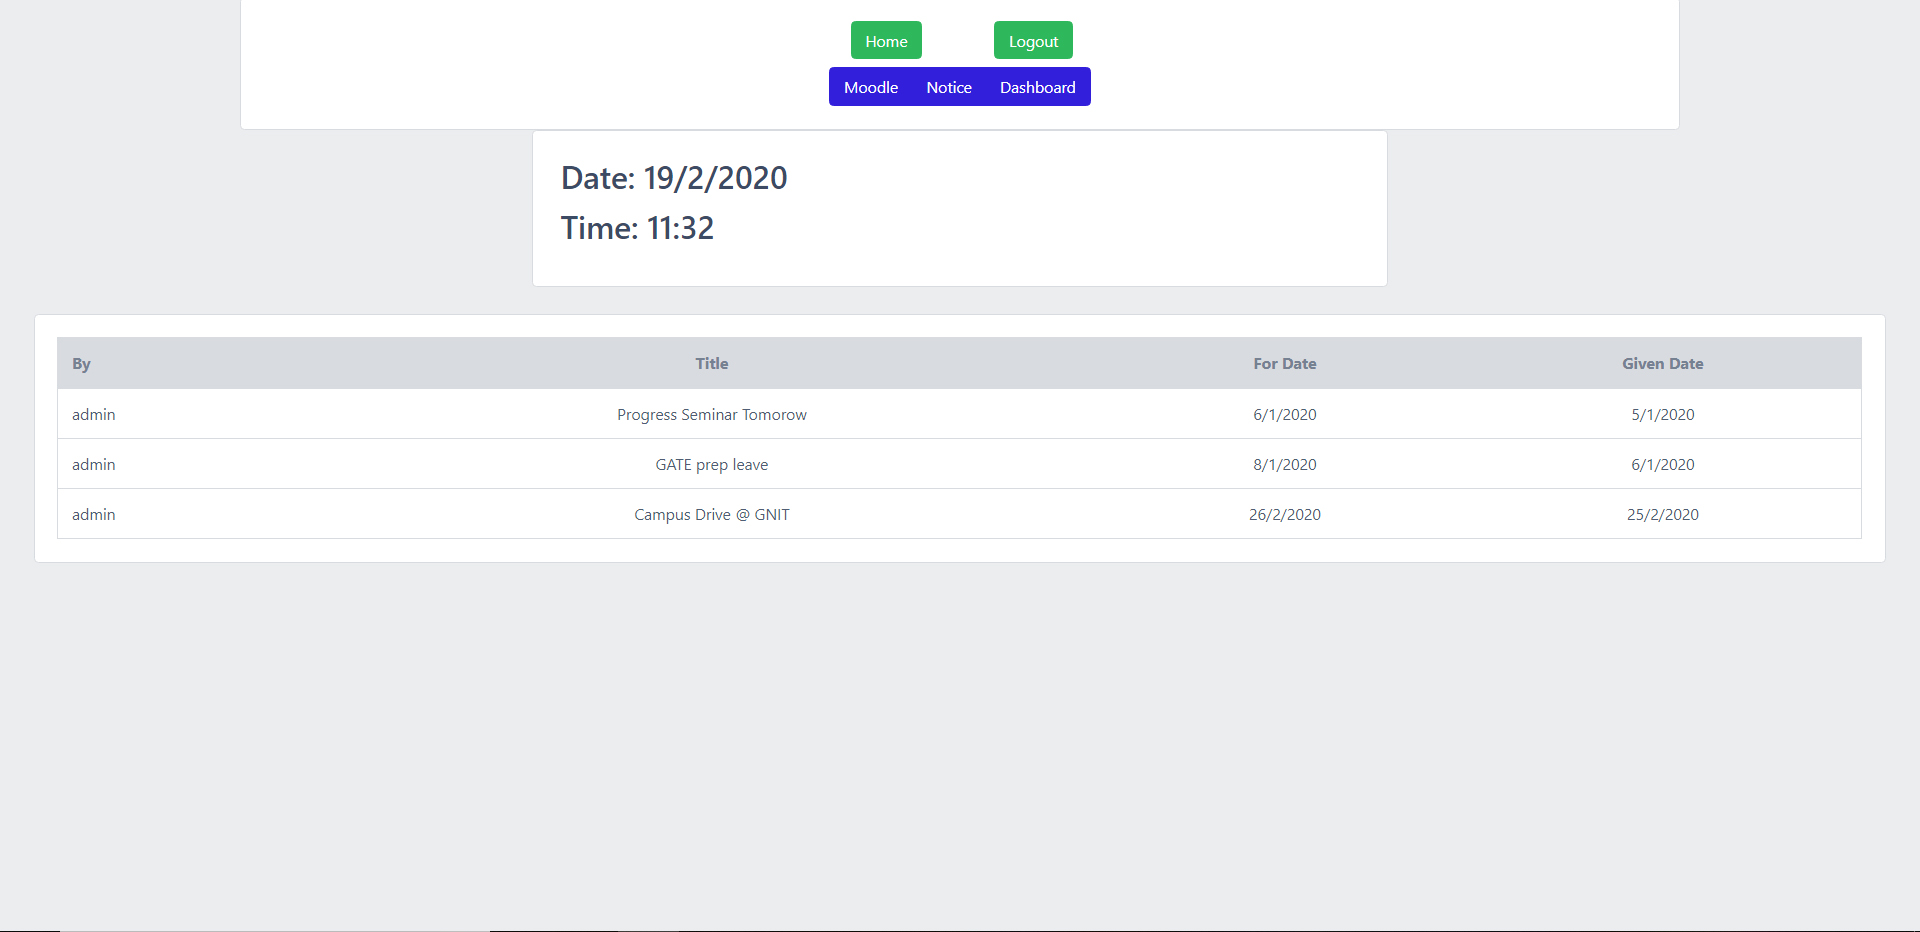 Home Logout
Moodle Notice Dashboard
Date: 19/2/2020
Time: 11:32
By Title For Date Given Date
admin Progress Seminar Tomorow 6/1/2020 5/1/2020
admin GATE prep leave 8/1/2020 6/1/2020
admin Campus Drive @ GNIT 26/2/2020 25/2/2020